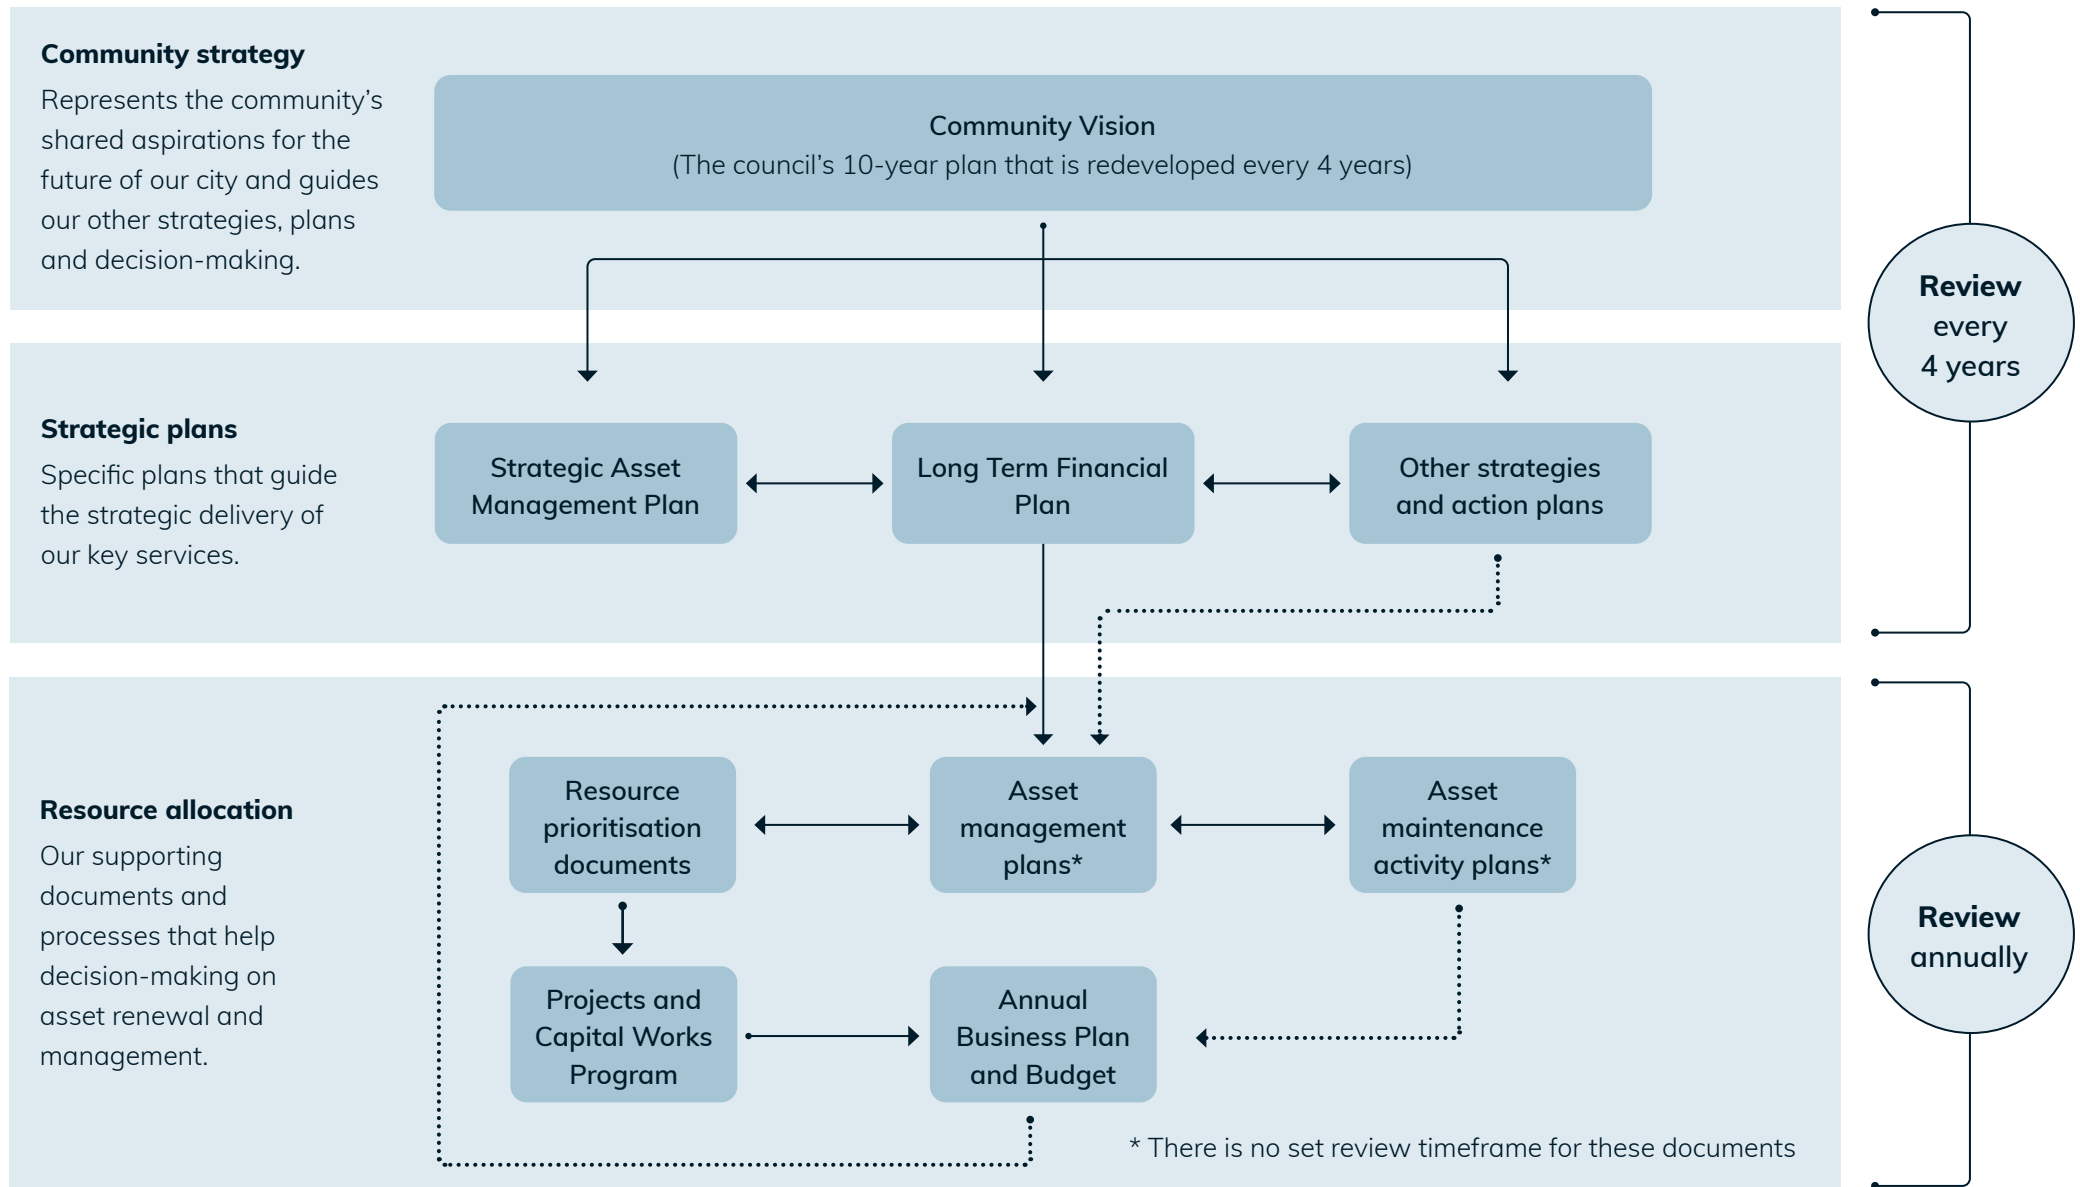 Community strategy
Represents the community’s
shared aspirations for the
future of our city and guides
our other strategies, plans
and decision-making.
Community Vision
(The council’s 10-year plan that is redeveloped every 4 years)
Review
every
4 years
Strategic plans
Specific plans that guide
the strategic delivery of
our key services.
Strategic Asset
Management Plan
Long Term Financial
Plan
Other strategies
and action plans
Resource allocation
Our supporting
documents and
processes that help
decision-making on
asset renewal and
management.
Resource
prioritisation
documents
Asset
management
plans*
Asset
maintenance
activity plans*
Projects and
Capital Works
Program
Annual
Business Plan
and Budget
* There is no set review timeframe for these documents
Review
annually